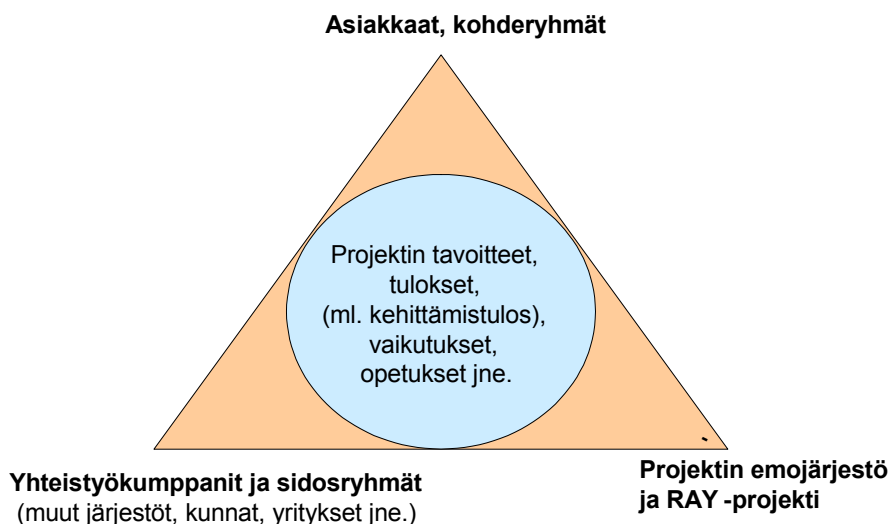 Asiakkaat, kohderyhmät
Projektin tavoitteet,
tulokset,
(ml. kehittämistulos),
vaikutukset,
opetukset jne.
Yhteistyökumppanit ja sidosryhmät
(muut järjestöt, kunnat, yritykset jne.)
Projektin emojärjestö
ja RAY -projekti